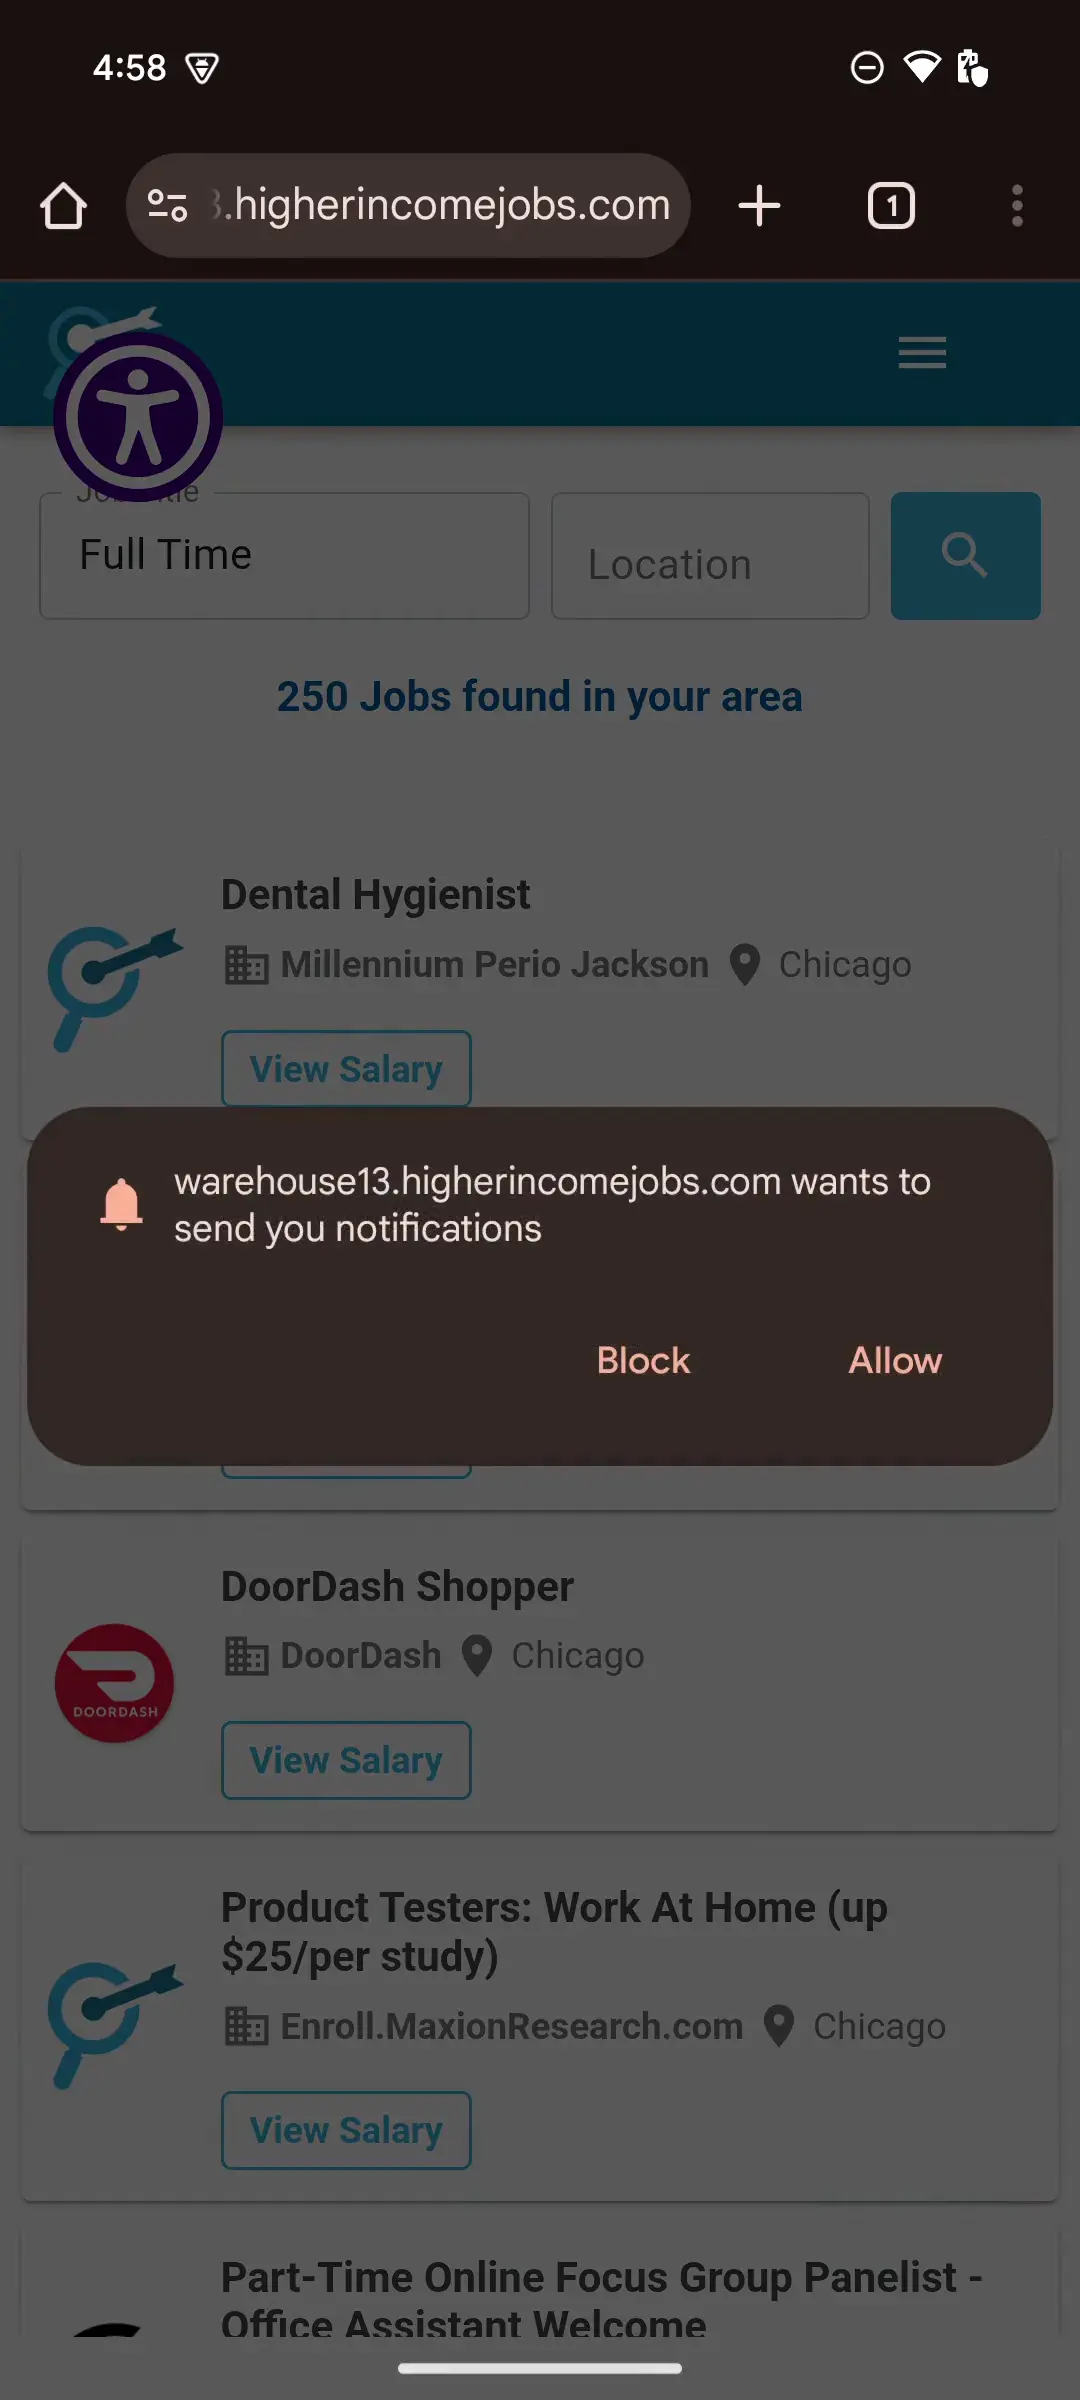 4:58
.higherincomejobs.com
1
Full Time
Location
250 Jobs found in your area
Dental Hygienist
Millennium Perio Jackson Chicago
View Salary
warehouse13.higherincomejobs.com wants to
send you notifications
Block Allow
DoorDash Shopper
DoorDash Chicago
DOORDASH
View Salary
Product Testers: Work At Home (up
$25/per study)
Enroll.MaxionResearch.com Chicago
View Salary
Part-Time Online Focus Group Panelist -
Office Assistant Welcome